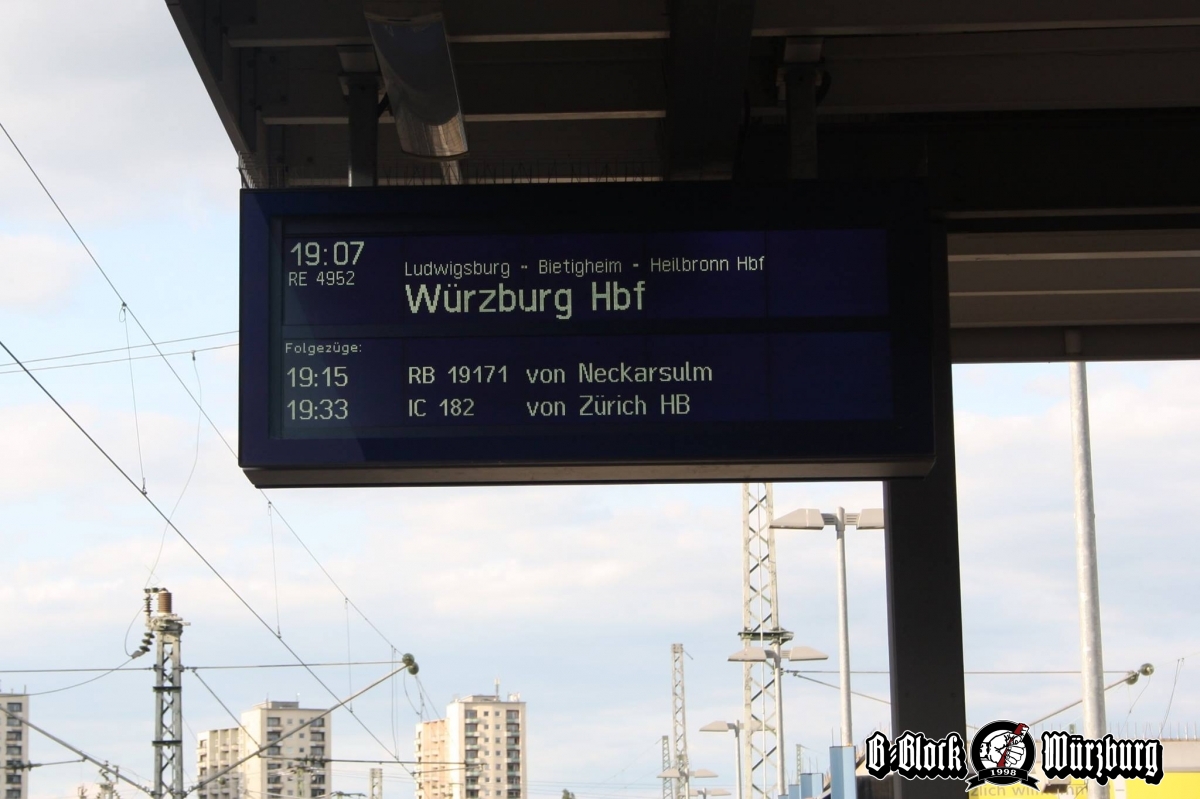 19:07
RE 4952
Ludwigsburg - Bietigheim - Heilbronn Hbf
Würzburg Hbf
Folgezüge:
19:15 RB 19171 von Neckarsulm
19:33 IC 182 von Zürich HB
B-Block Würzburg
1998